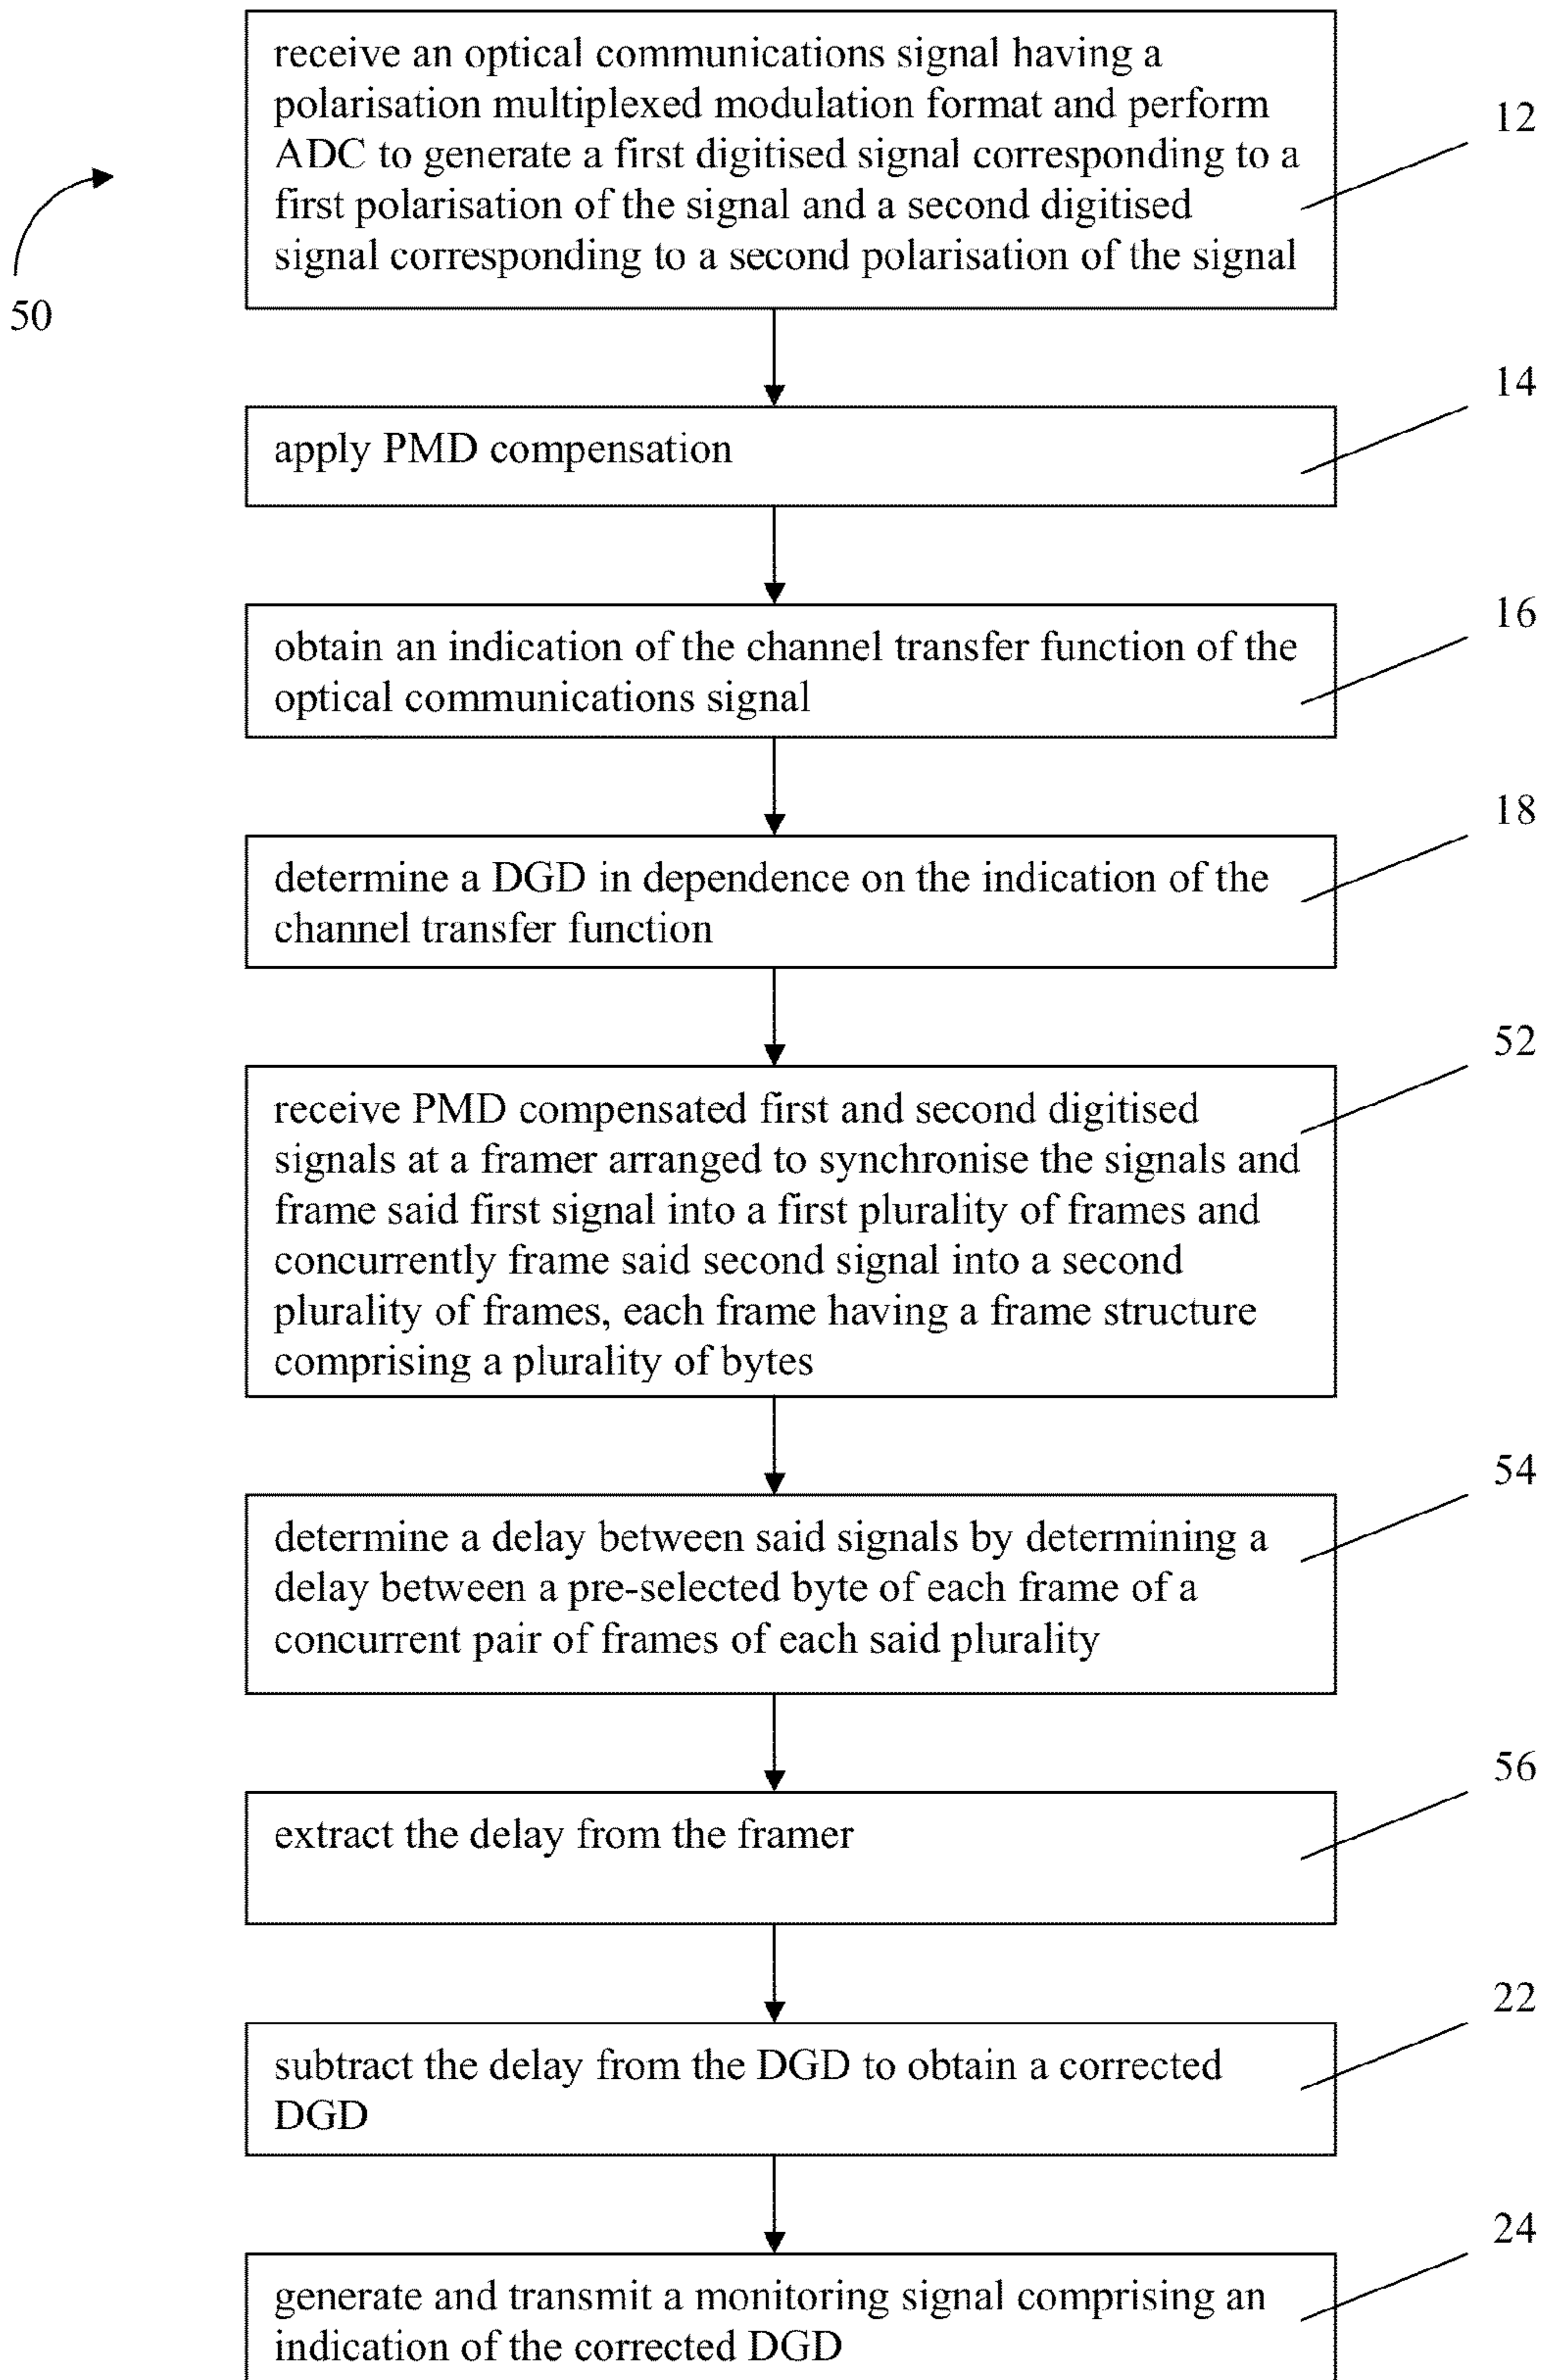 receive an optical communications signal having a
polarisation multiplexed modulation format and perform
ADC to generate a first digitised signal corresponding to a
first polarisation of the signal and a second digitised
signal corresponding to a second polarisation of the signal
12
50
14
apply PMD compensation
16
obtain an indication of the channel transfer function of the
optical communications signal
18
determine a DGD in dependence on the indication of the
channel transfer function
52
receive PMD compensated first and second digitised
signals at a framer arranged to synchronise the signals and
frame said first signal into a first plurality of frames and
concurrently frame said second signal into a second
plurality of frames, each frame having a frame structure
comprising a plurality of bytes
54
determine a delay between said signals by determining a
delay between a pre-selected byte of each frame of a
concurrent pair of frames of each said plurality
56
extract the delay from the framer
22
subtract the delay from the DGD to obtain a corrected
DGD
24
generate and transmit a monitoring signal comprising an
indication of the corrected DGD